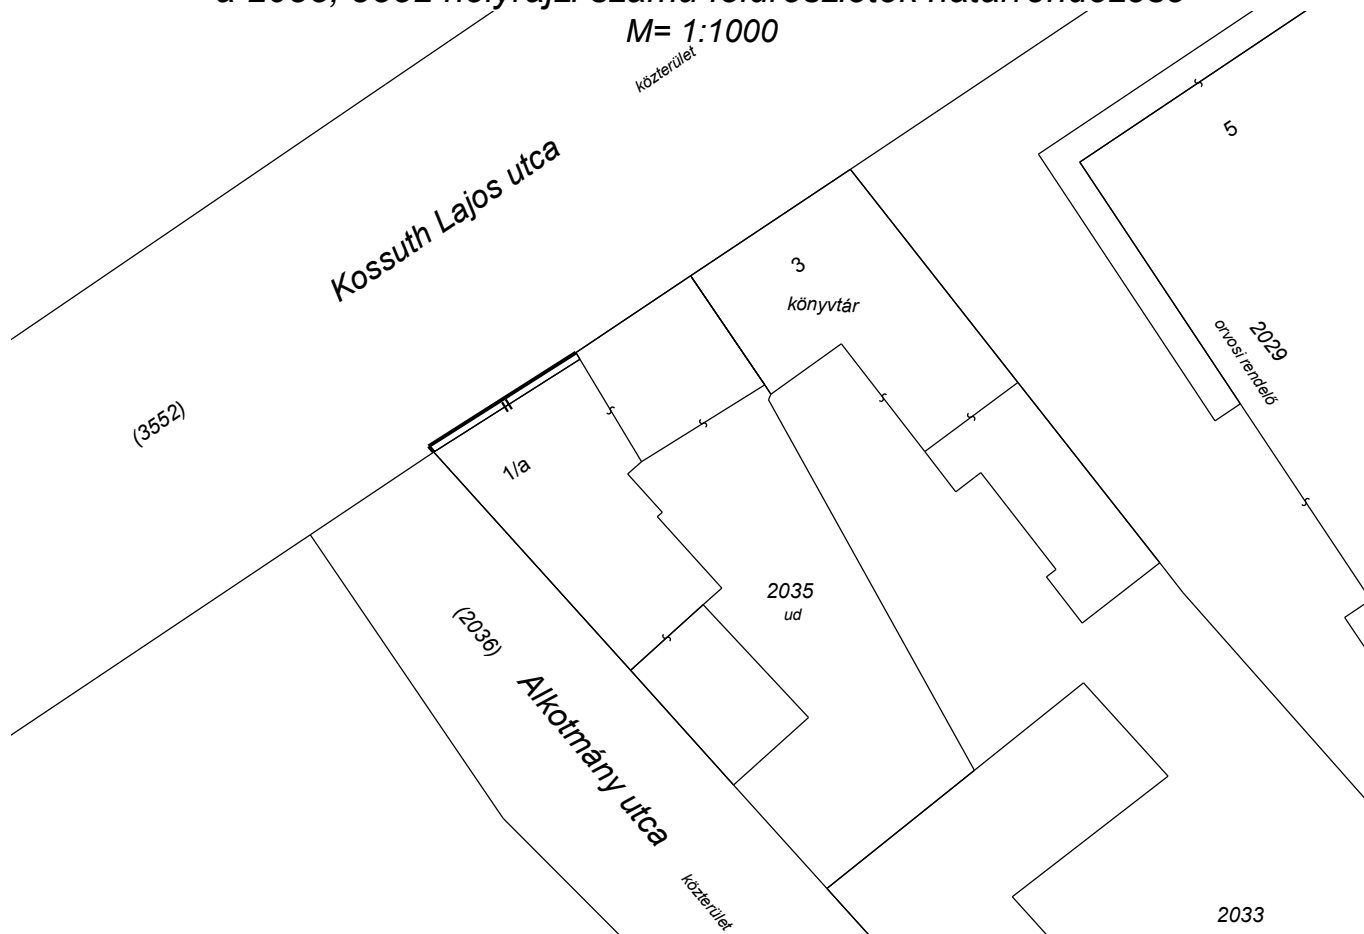 M= 1:1000
közterület
Kossuth Lajos utca
5
3
könyvtár
2029
orvosi rendelő
(3552)
1/a
2035
ud
(2036)
Alkotmány utca
közterület
2033